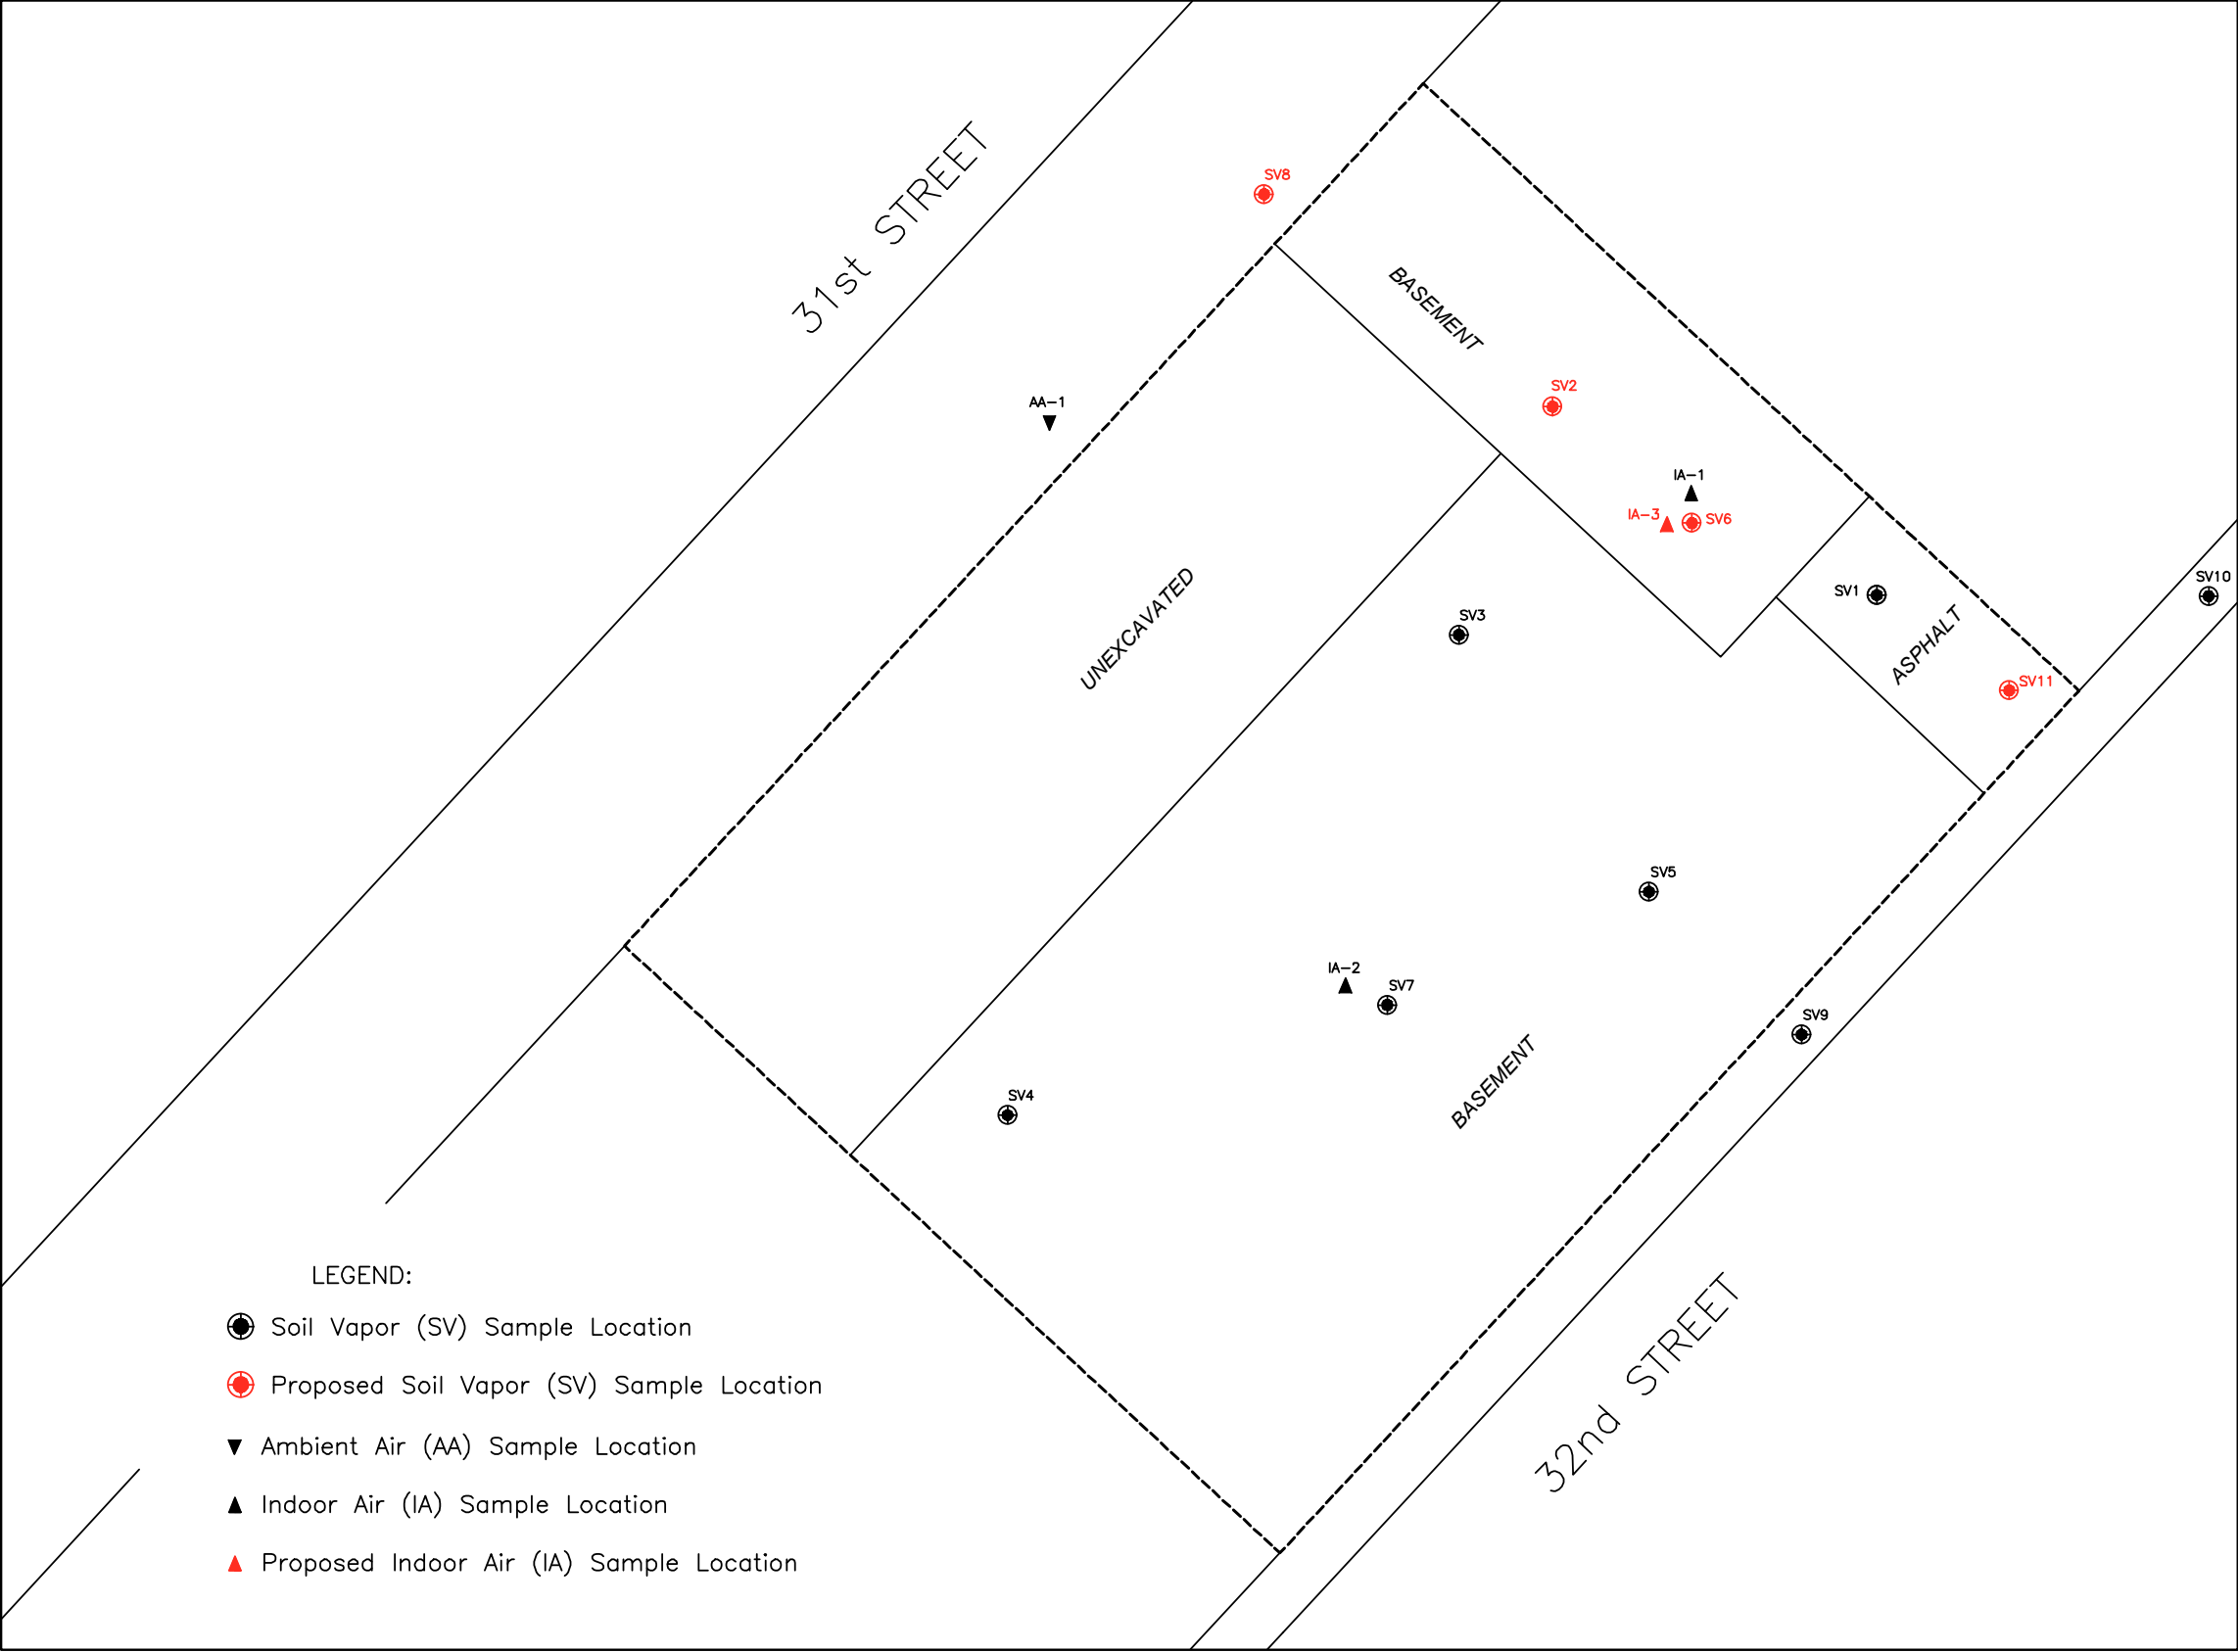 31st STREET
SV8
BASEMENT
SV2
AA-1
IA-1
IA-3
SV6
UNEXCAVATED
SV3
SV1
ASPHALT
SV10
SV11
SV5
IA-2
SV7
SV9
BASEMENT
SV4
32nd STREET
LEGEND:
Soil Vapor (SV) Sample Location
Proposed Soil Vapor (SV) Sample Location
Ambient Air (AA) Sample Location
Indoor Air (IA) Sample Location
Proposed Indoor Air (IA) Sample Location